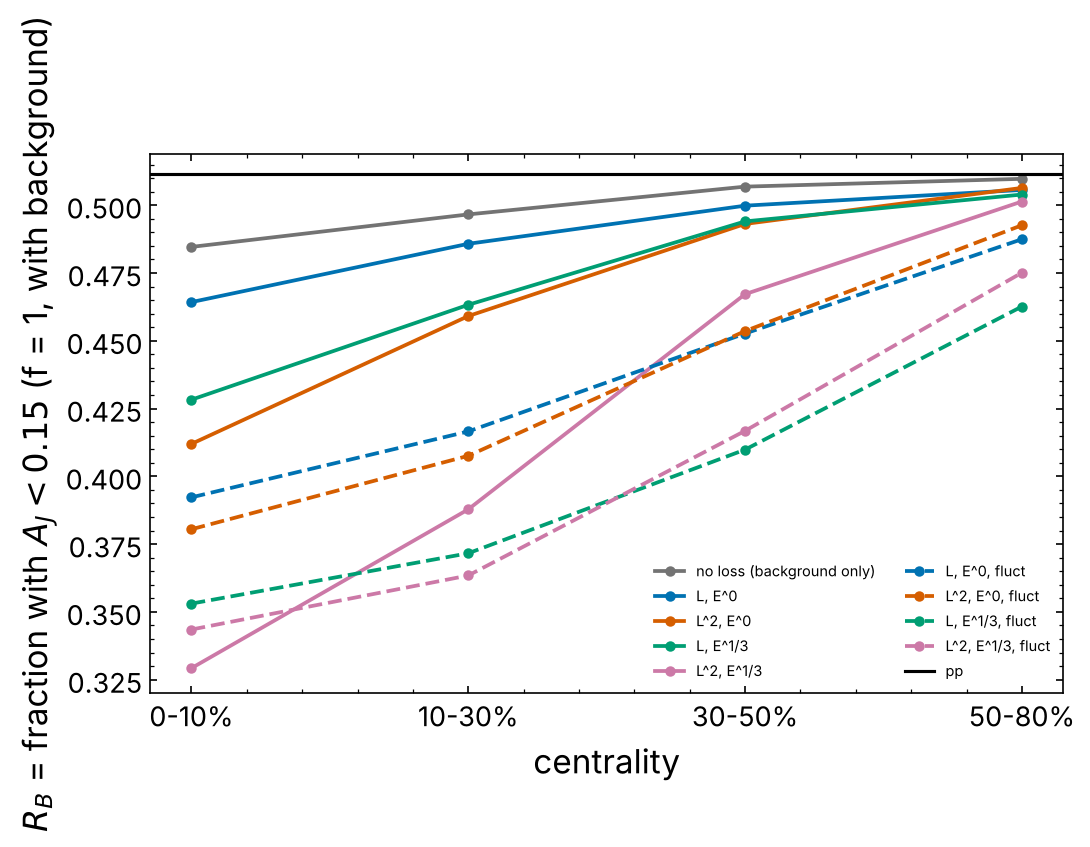 R_B = fraction with A_J < 0.15 (f = 1, with background)
0.500
0.475
0.450
0.425
0.400
0.375
0.350
0.325
no loss (background only)
L, E^0
L^2, E^0
L, E^1/3
L^2, E^1/3
L, E^0, fluct
L^2, E^0, fluct
L, E^1/3, fluct
L^2, E^1/3, fluct
pp
0-10% 10-30% 30-50% 50-80%
centrality